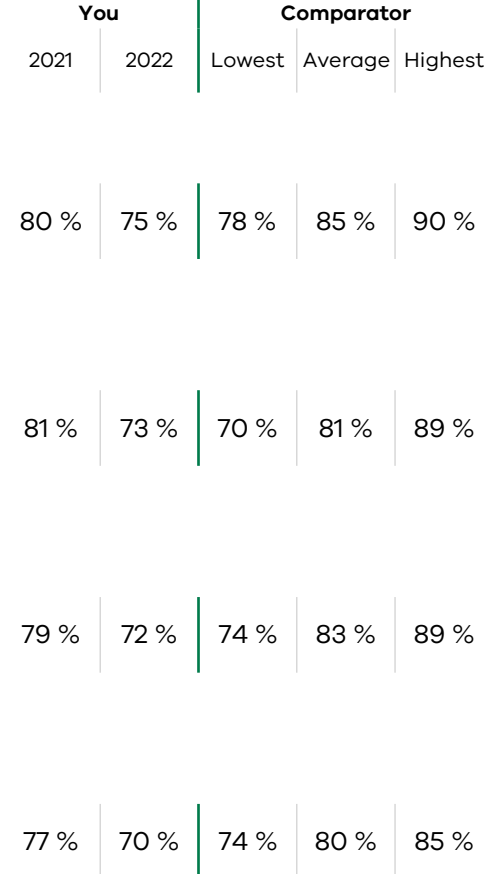 You Comparator
2021 2022 Lowest Average Highest
80 % 75 % 78 % 85 % 90 %
81 % 73 % 70 % 81 % 89 %
79 % 72 % 74 % 83 % 89 %
77 % 70 % 74 % 80 % 85 %